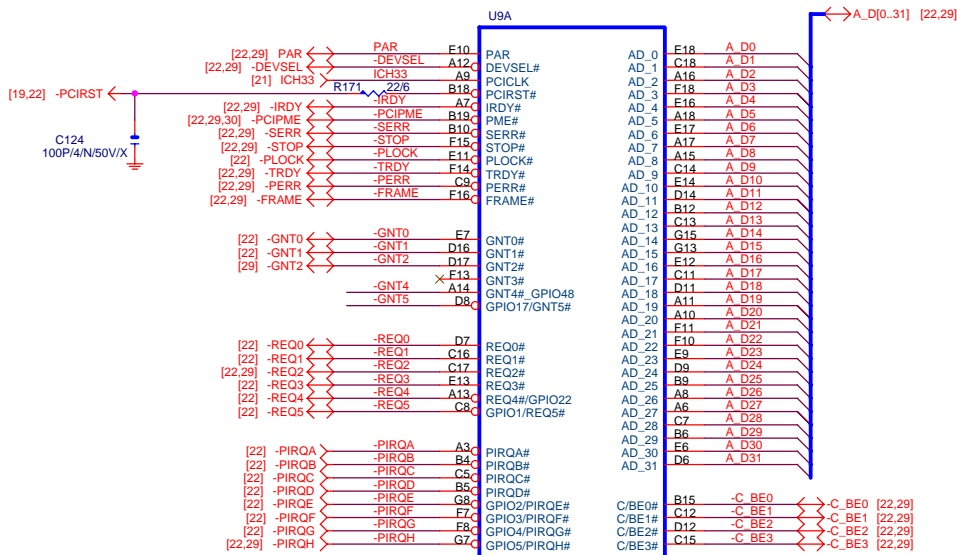 U9A
A_D[0..31] [22,29]
[22,29] PAR PAR E10 PAR AD_0 E18 A_D0
[22,29] -DEVSEL -DEVSEL A12 DEVSEL# AD_1 C18 A_D1
[21] ICH33 ICH33 A9 PCICLK AD_2 A16 A_D2
[19,22] -PCIRST R171 22/6 B18 PCIRST# AD_3 F18 A_D3
[22,29] -IRDY -IRDY A7 IRDY# AD_4 E16 A_D4
[22,29,30] -PCIPME -PCIPME B19 PME# AD_5 A18 A_D5
[22,29] -SERR -SERR B10 SERR# AD_6 E17 A_D6
[22,29] -STOP -STOP F15 STOP# AD_7 A17 A_D7
[22] -PLOCK -PLOCK E11 PLOCK# AD_8 A15 A_D8
[22,29] -TRDY -TRDY F14 TRDY# AD_9 C14 A_D9
[22,29] -PERR -PERR C9 PERR# AD_10 E14 A_D10
[22,29] -FRAME -FRAME F16 FRAME# AD_11 D14 A_D11
C124
100P/4/N/50V/X
AD_12 B12 A_D12
AD_13 C13 A_D13
[22] -GNT0 -GNT0 E7 GNT0# AD_14 G15 A_D14
[22] -GNT1 -GNT1 D16 GNT1# AD_15 G13 A_D15
[29] -GNT2 -GNT2 D17 GNT2# AD_16 E12 A_D16
F13 GNT3# AD_17 C11 A_D17
-GNT4 A14 GNT4#_GPIO48 AD_18 D11 A_D18
-GNT5 D8 GPIO17/GNT5# AD_19 A11 A_D19
AD_20 A10 A_D20
AD_21 F11 A_D21
[22] -REQ0 -REQ0 D7 REQ0# AD_22 F10 A_D22
[22] -REQ1 -REQ1 C16 REQ1# AD_23 E9 A_D23
[22,29] -REQ2 -REQ2 C17 REQ2# AD_24 D9 A_D24
[22] -REQ3 -REQ3 E13 REQ3# AD_25 B9 A_D25
[22] -REQ4 -REQ4 A13 REQ4#/GPIO22 AD_26 A8 A_D26
[22] -REQ5 -REQ5 C8 GPIO1/REQ5# AD_27 A6 A_D27
AD_28 C7 A_D28
AD_29 B6 A_D29
[22] -PIRQA -PIRQA A3 PIRQA# AD_30 E6 A_D30
[22] -PIRQB -PIRQB B4 PIRQB# AD_31 D6 A_D31
[22] -PIRQC -PIRQC C5 PIRQC#
[22] -PIRQD -PIRQD B5 PIRQD#
[22] -PIRQE -PIRQE G8 GPIO2/PIRQE# C/BE0# B15 -C_BE0 -C_BE0 [22,29]
[22] -PIRQF -PIRQF F7 GPIO3/PIRQF# C/BE1# C12 -C_BE1 -C_BE1 [22,29]
[22] -PIRQG -PIRQG F8 GPIO4/PIRQG# C/BE2# D12 -C_BE2 -C_BE2 [22,29]
[22,29] -PIRQH -PIRQH G7 GPIO5/PIRQH# C/BE3# C15 -C_BE3 -C_BE3 [22,29]